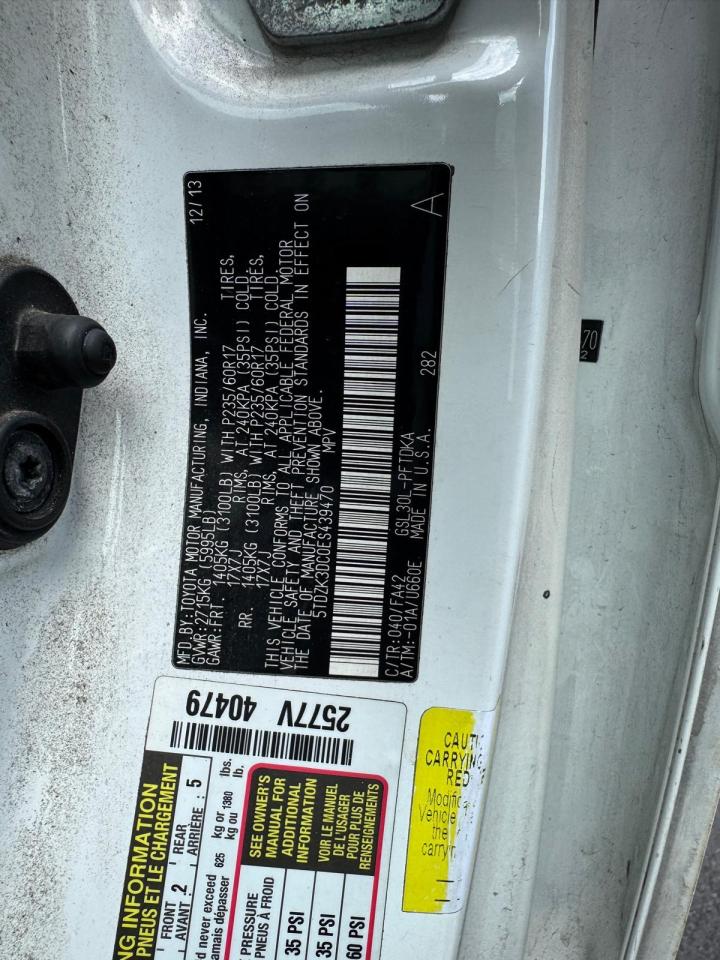 MFD.BY:TOYOTA MOTOR MANUFACTURING, INDIANA, INC. 12/13
GVWR:2715KG (5995LB)
GAWR:FRT. 1405KG (3100LB) WITH P235/60R17 TIRES,
17X7J RIMS, AT 240KPA (35PSI) COLD.
RR. 1405KG (3100LB) WITH P235/60R17 TIRES,
17X7J RIMS, AT 240KPA (35PSI) COLD.
THIS VEHICLE CONFORMS TO ALL APPLICABLE FEDERAL MOTOR
VEHICLE SAFETY AND THEFT PREVENTION STANDARDS IN EFFECT ON
THE DATE OF MANUFACTURE SHOWN ABOVE.
5TDZK3DC0ES439470 MPV
C/TR:040/FA42 GSL30L-PFTDKA
A/TM:-01A/U660E MADE IN U.S.A. 282 A
70
2
2577V 40479
NG INFORMATION
PNEUS ET LE CHARGEMENT
FRONT
AVANT : 2
REAR
ARRIÈRE : 5
d never exceed 625 kg or 1380 lbs.
amais dépasser kg ou lb.
PRESSURE
PNEUS À FROID
SEE OWNER'S
MANUAL FOR
ADDITIONAL
INFORMATION
VOIR LE MANUEL
DE L'USAGER
POUR PLUS DE
RENSEIGNEMENTS
35 PSI
35 PSI
60 PSI
CARRYING
Vehicle
the